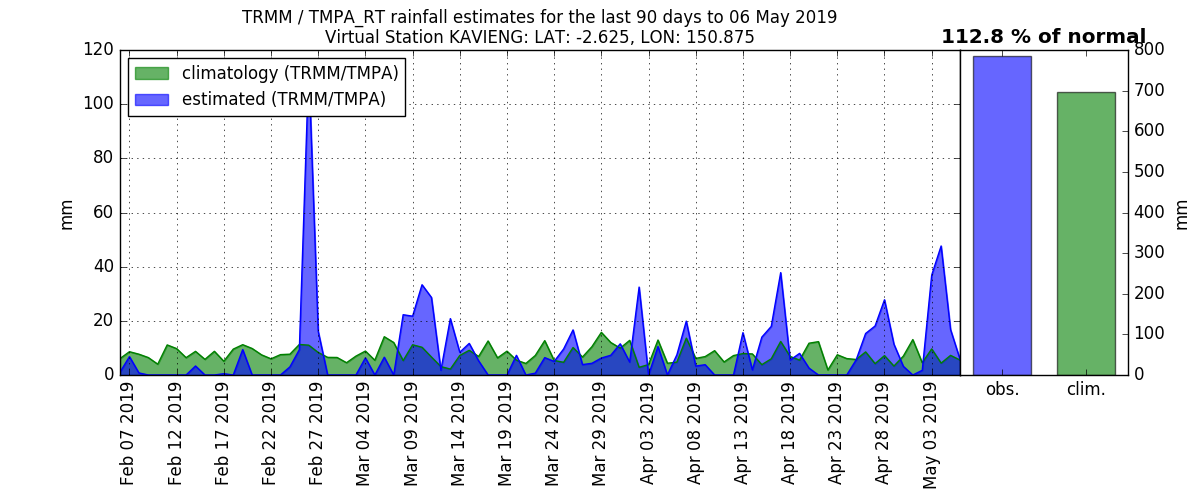 TRMM / TMPA_RT rainfall estimates for the last 90 days to 06 May 2019
Virtual Station KAVIENG: LAT: -2.625, LON: 150.875
112.8 % of normal
climatology (TRMM/TMPA)
estimated (TRMM/TMPA)
mm
120
100
80
60
40
20
0
Feb 07 2019
Feb 12 2019
Feb 17 2019
Feb 22 2019
Feb 27 2019
Mar 04 2019
Mar 09 2019
Mar 14 2019
Mar 19 2019
Mar 24 2019
Mar 29 2019
Apr 03 2019
Apr 08 2019
Apr 13 2019
Apr 18 2019
Apr 23 2019
Apr 28 2019
May 03 2019
800
700
600
500
400
300
200
100
0
mm
obs.
clim.